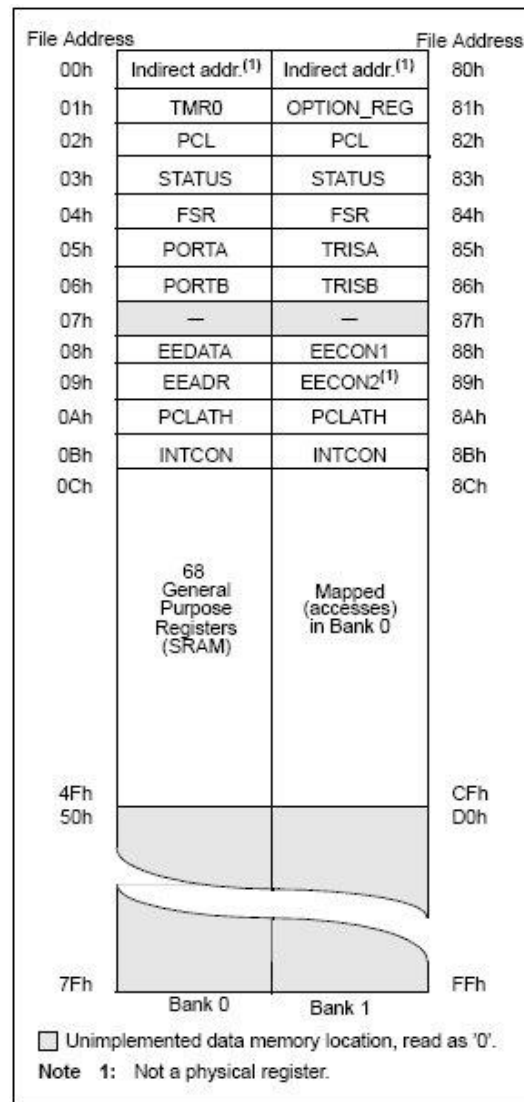 File Address File Address
00h Indirect addr.(1) Indirect addr.(1) 80h
01h TMR0 OPTION_REG 81h
02h PCL PCL 82h
03h STATUS STATUS 83h
04h FSR FSR 84h
05h PORTA TRISA 85h
06h PORTB TRISB 86h
07h — — 87h
08h EEDATA EECON1 88h
09h EEADR EECON2(1) 89h
0Ah PCLATH PCLATH 8Ah
0Bh INTCON INTCON 8Bh
0Ch 8Ch
68
General
Purpose
Registers
(SRAM)
Mapped
(accesses)
in Bank 0
4Fh CFh
50h D0h
7Fh FFh
Bank 0 Bank 1
Unimplemented data memory location, read as '0'.
Note 1: Not a physical register.